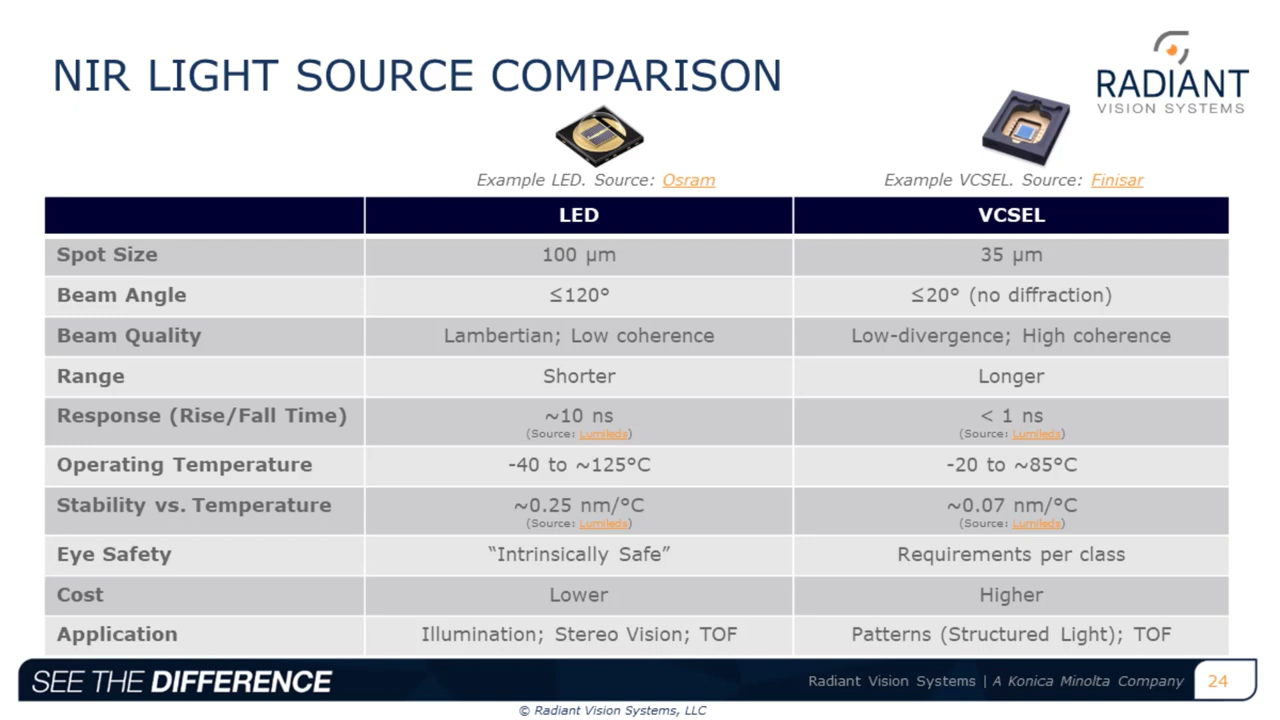 NIR LIGHT SOURCE COMPARISON
RADIANT
VISION SYSTEMS
Example LED. Source: Osram
Example VCSEL. Source: Finisar
LED VCSEL
Spot Size 100 µm 35 µm
Beam Angle ≤120° ≤20° (no diffraction)
Beam Quality Lambertian; Low coherence Low-divergence; High coherence
Range Shorter Longer
Response (Rise/Fall Time) ~10 ns < 1 ns
(Source: Lumileds) (Source: Lumileds)
Operating Temperature -40 to ~125°C -20 to ~85°C
Stability vs. Temperature ~0.25 nm/°C ~0.07 nm/°C
(Source: Lumileds) (Source: Lumileds)
Eye Safety “Intrinsically Safe” Requirements per class
Cost Lower Higher
Application Illumination; Stereo Vision; TOF Patterns (Structured Light); TOF
SEE THE DIFFERENCE
Radiant Vision Systems | A Konica Minolta Company 24
© Radiant Vision Systems, LLC